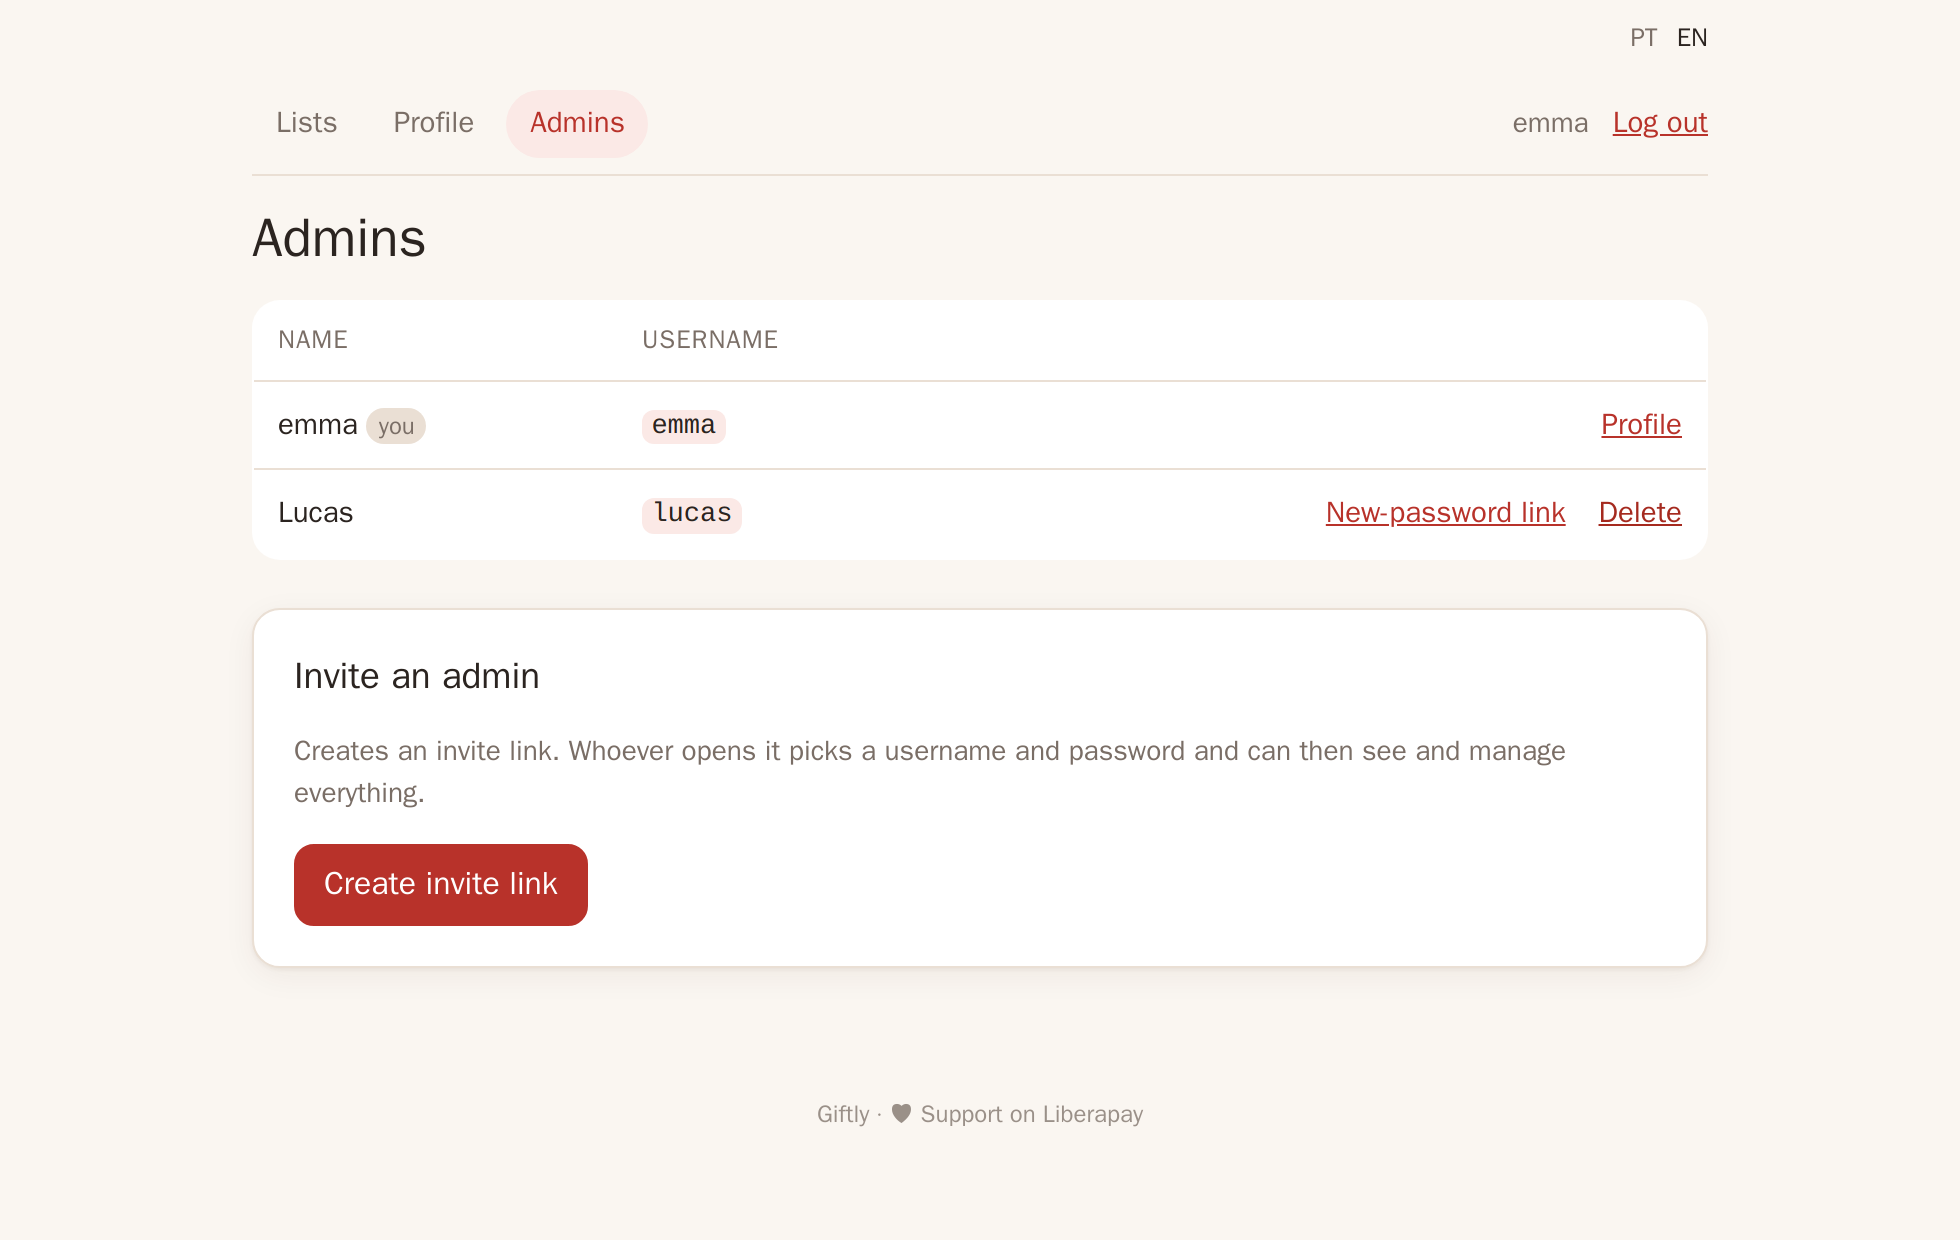 PT EN
Lists Profile Admins emma Log out
Admins
NAME USERNAME
emma you emma Profile
Lucas lucas New-password link Delete
Invite an admin
Creates an invite link. Whoever opens it picks a username and password and can then see and manage
everything.
Create invite link
Giftly · ♥ Support on Liberapay